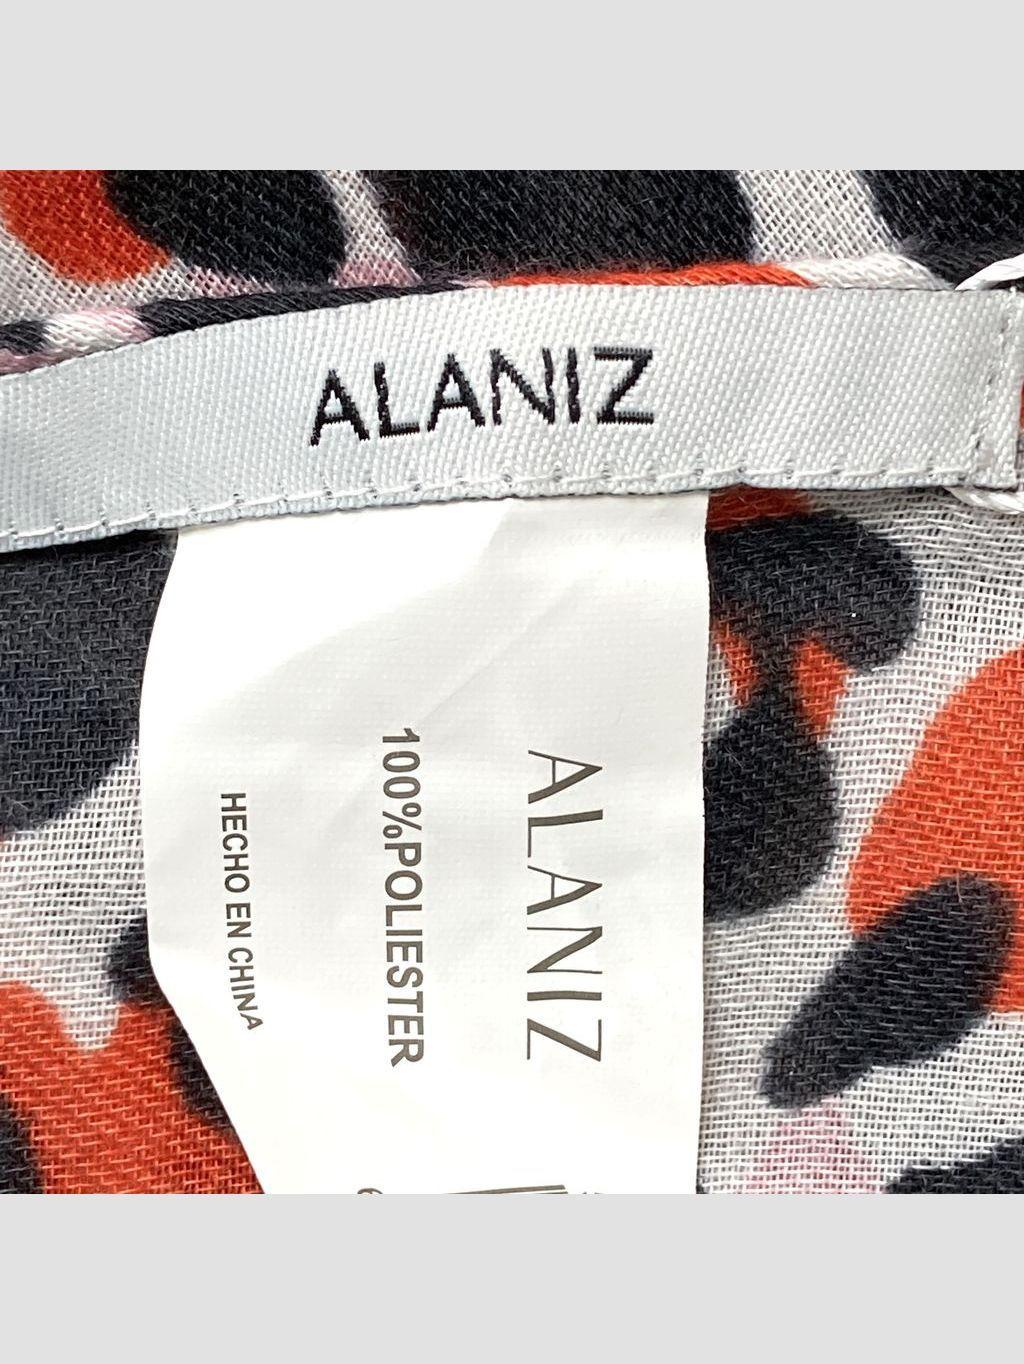 ALANIZ
ALANIZ
100%POLIESTER
HECHO EN CHINA